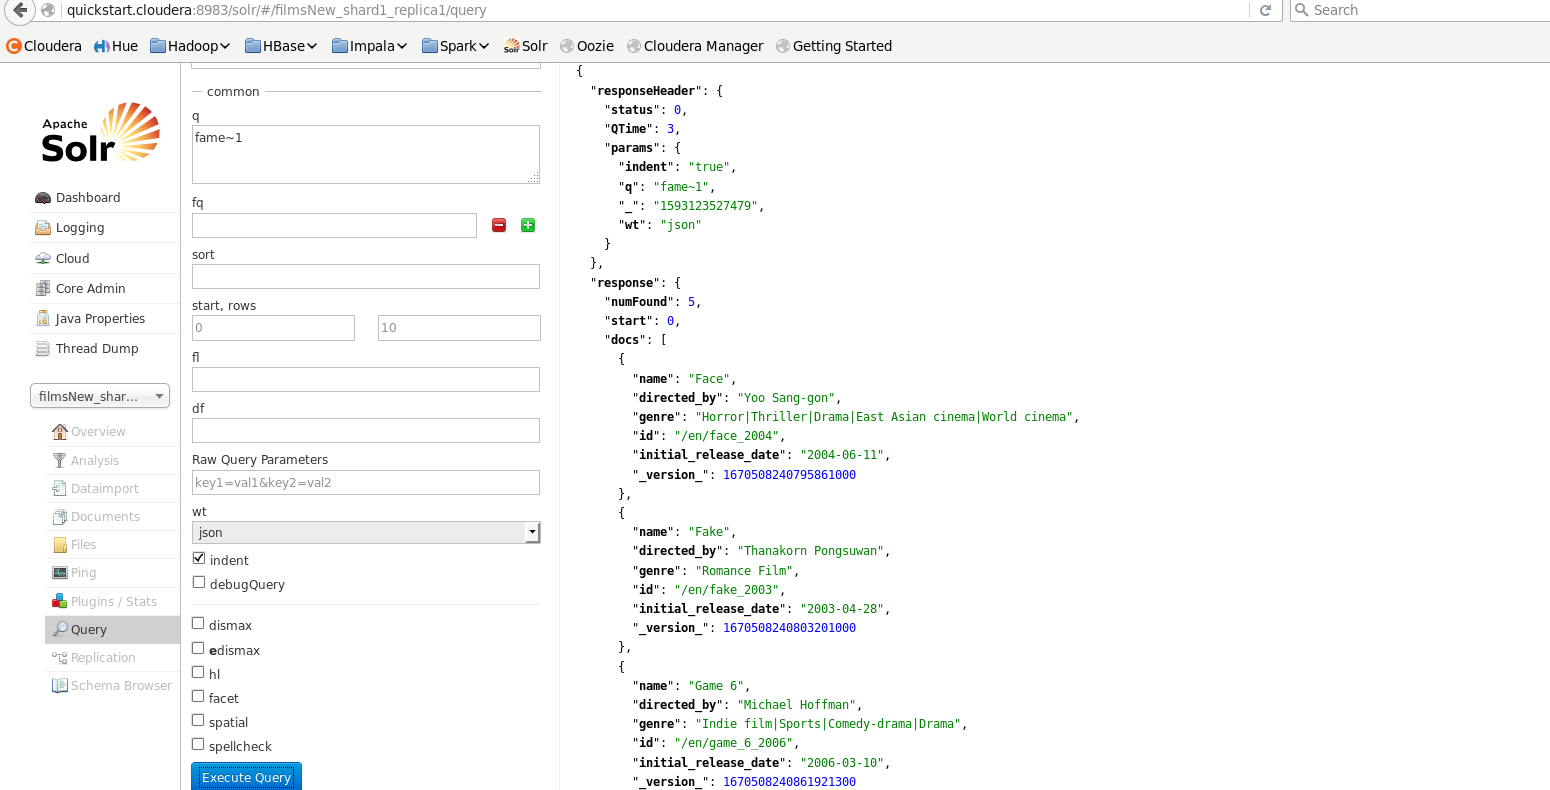 quickstart.cloudera:8983/solr/#/filmsNew_shard1_replica1/query
Search
Cloudera Hue Hadoop HBase Impala Spark Solr Oozie Cloudera Manager Getting Started
Apache
Solr
Dashboard
Logging
Cloud
Core Admin
Java Properties
Thread Dump
filmsNew_shar...
Overview
Analysis
Dataimport
Documents
Files
Ping
Plugins / Stats
Query
Replication
Schema Browser
common
q
fame~1
fq
sort
start, rows
0
10
fl
df
Raw Query Parameters
key1=val1&key2=val2
wt
json
indent
debugQuery
dismax
edismax
hl
facet
spatial
spellcheck
Execute Query
{
"responseHeader": {
"status": 0,
"QTime": 3,
"params": {
"indent": "true",
"q": "fame~1",
"_": "1593123527479",
"wt": "json"
}
},
"response": {
"numFound": 5,
"start": 0,
"docs": [
{
"name": "Face",
"directed_by": "Yoo Sang-gon",
"genre": "Horror|Thriller|Drama|East Asian cinema|World cinema",
"id": "/en/face_2004",
"initial_release_date": "2004-06-11",
"_version_": 1670508240795861000
},
{
"name": "Fake",
"directed_by": "Thanakorn Pongsuwan",
"genre": "Romance Film",
"id": "/en/fake_2003",
"initial_release_date": "2003-04-28",
"_version_": 1670508240803201000
},
{
"name": "Game 6",
"directed_by": "Michael Hoffman",
"genre": "Indie film|Sports|Comedy-drama|Drama",
"id": "/en/game_6_2006",
"initial_release_date": "2006-03-10",
"_version_": 1670508240861921300